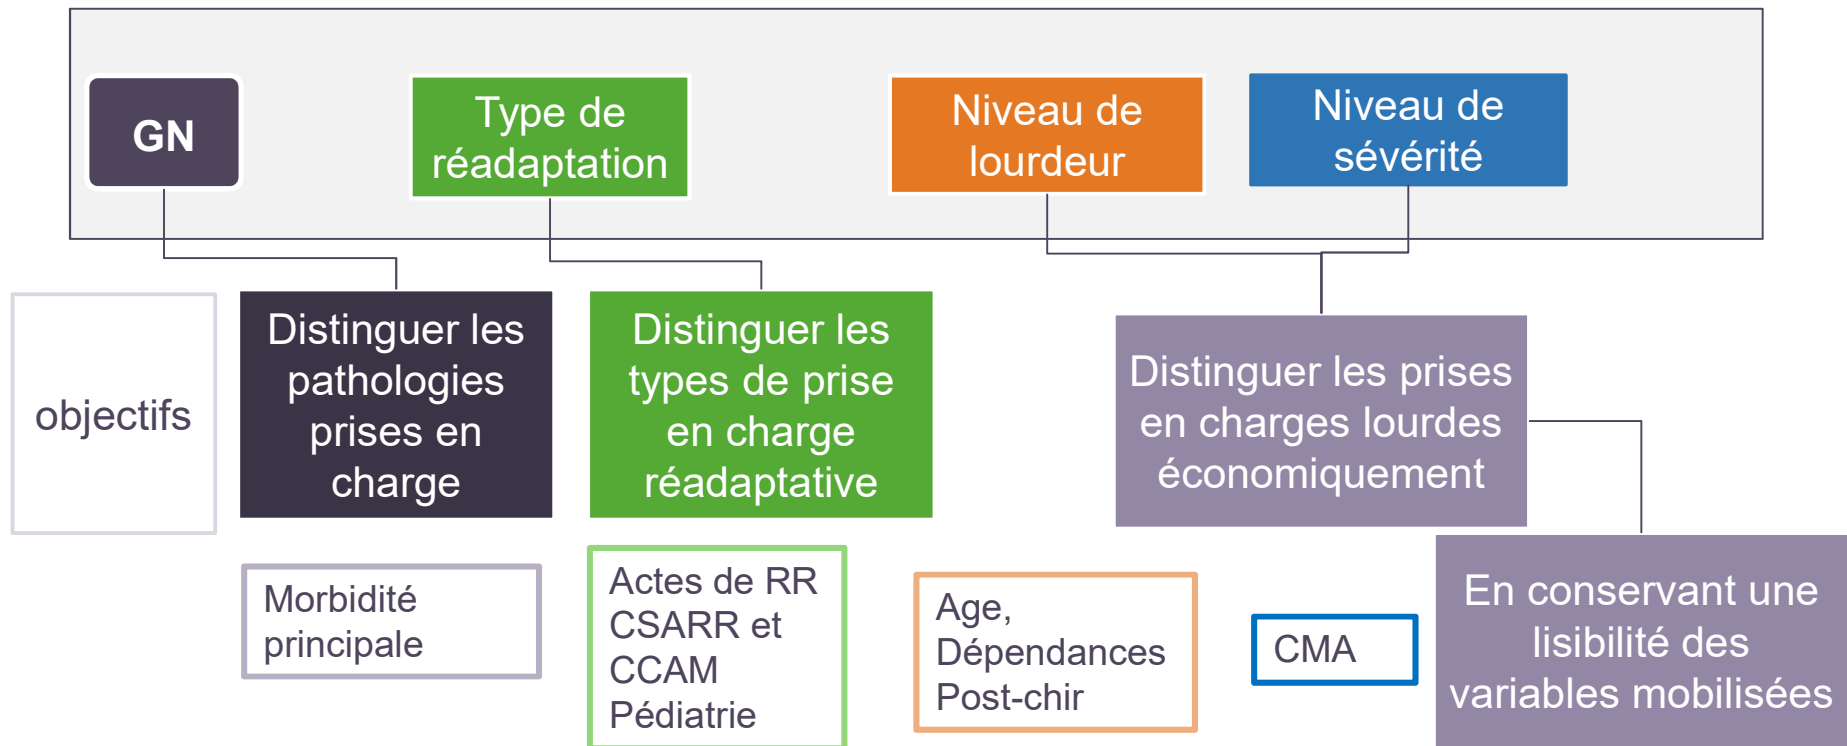 GN
Type de
réadaptation
Niveau de
lourdeur
Niveau de
sévérité
objectifs
Distinguer les
pathologies
prises en
charge
Distinguer les
types de prise
en charge
réadaptative
Distinguer les prises
en charges lourdes
économiquement
Morbidité
principale
Actes de RR
CSARR et
CCAM
Pédiatrie
Age,
Dépendances
Post-chir
CMA
En conservant une
lisibilité des
variables mobilisées